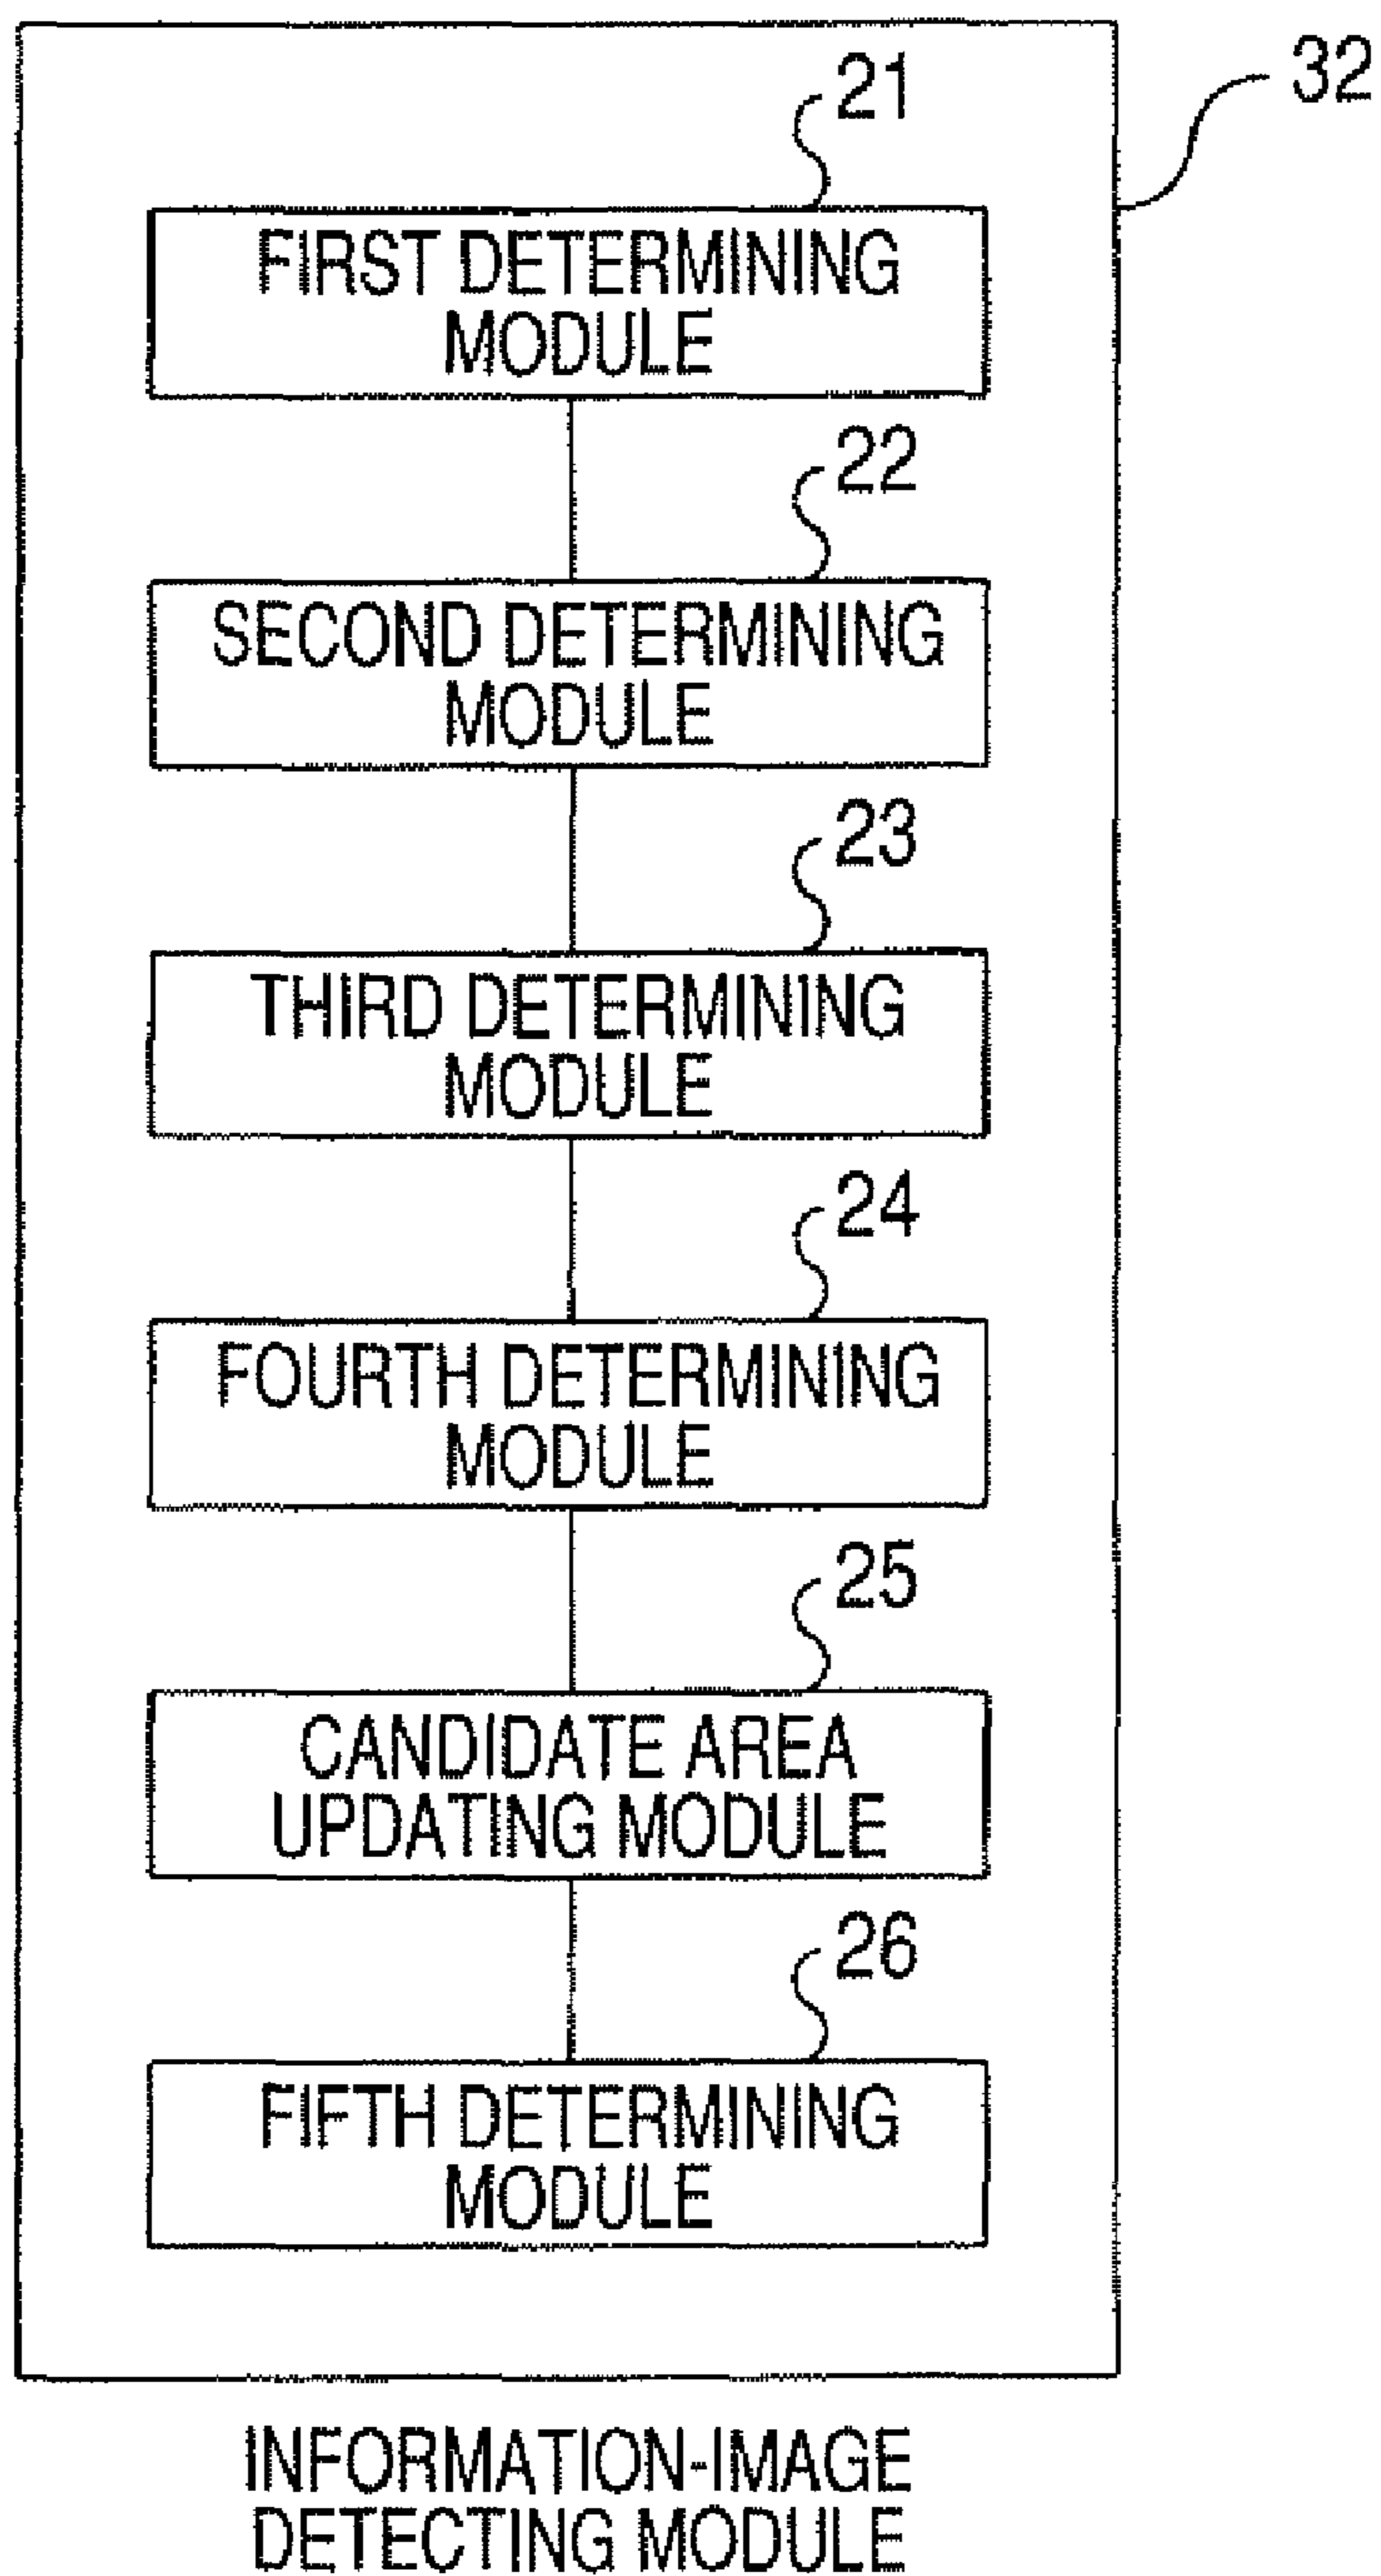 32
21
FIRST DETERMINING
MODULE
22
SECOND DETERMINING
MODULE
23
THIRD DETERMINING
MODULE
24
FOURTH DETERMINING
MODULE
25
CANDIDATE AREA
UPDATING MODULE
26
FIFTH DETERMINING
MODULE
INFORMATION-IMAGE
DETECTING MODULE